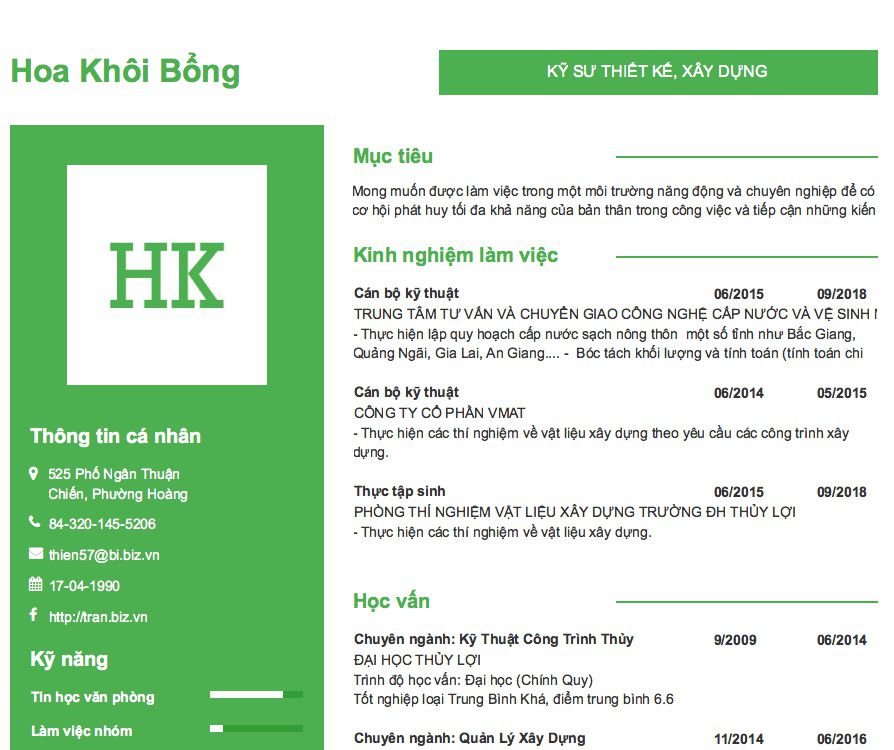 Hoa Khôi Bổng
KỸ SƯ THIẾT KẾ, XÂY DỰNG
HK
Thông tin cá nhân
525 Phố Ngân Thuận
Chiến, Phường Hoàng
84-320-145-5206
thien57@bi.biz.vn
17-04-1990
http://tran.biz.vn
Kỹ năng
Tin học văn phòng
Làm việc nhóm
Mục tiêu
Mong muốn được làm việc trong một môi trường năng động và chuyên nghiệp để có
cơ hội phát huy tối đa khả năng của bản thân trong công việc và tiếp cận những kiến
Kinh nghiệm làm việc
Cán bộ kỹ thuật 06/2015 09/2018
TRUNG TÂM TƯ VẤN VÀ CHUYỂN GIAO CÔNG NGHỆ CẤP NƯỚC VÀ VỆ SINH
- Thực hiện lập quy hoạch cấp nước sạch nông thôn một số tỉnh như Bắc Giang,
Quảng Ngãi, Gia Lai, An Giang.... - Bóc tách khối lượng và tính toán (tính toán chi
Cán bộ kỹ thuật 06/2014 05/2015
CÔNG TY CỔ PHẦN VMAT
- Thực hiện các thí nghiệm về vật liệu xây dựng theo yêu cầu các công trình xây
dựng.
Thực tập sinh 06/2015 09/2018
PHÒNG THÍ NGHIỆM VẬT LIỆU XÂY DỰNG TRƯỜNG ĐH THỦY LỢI
- Thực hiện các thí nghiệm về vật liệu xây dựng.
Học vấn
Chuyên ngành: Kỹ Thuật Công Trình Thủy 9/2009 06/2014
ĐẠI HỌC THỦY LỢI
Trình độ học vấn: Đại học (Chính Quy)
Tốt nghiệp loại Trung Bình Khá, điểm trung bình 6.6
Chuyên ngành: Quản Lý Xây Dựng 11/2014 06/2016